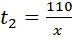 t₂ = 110/x